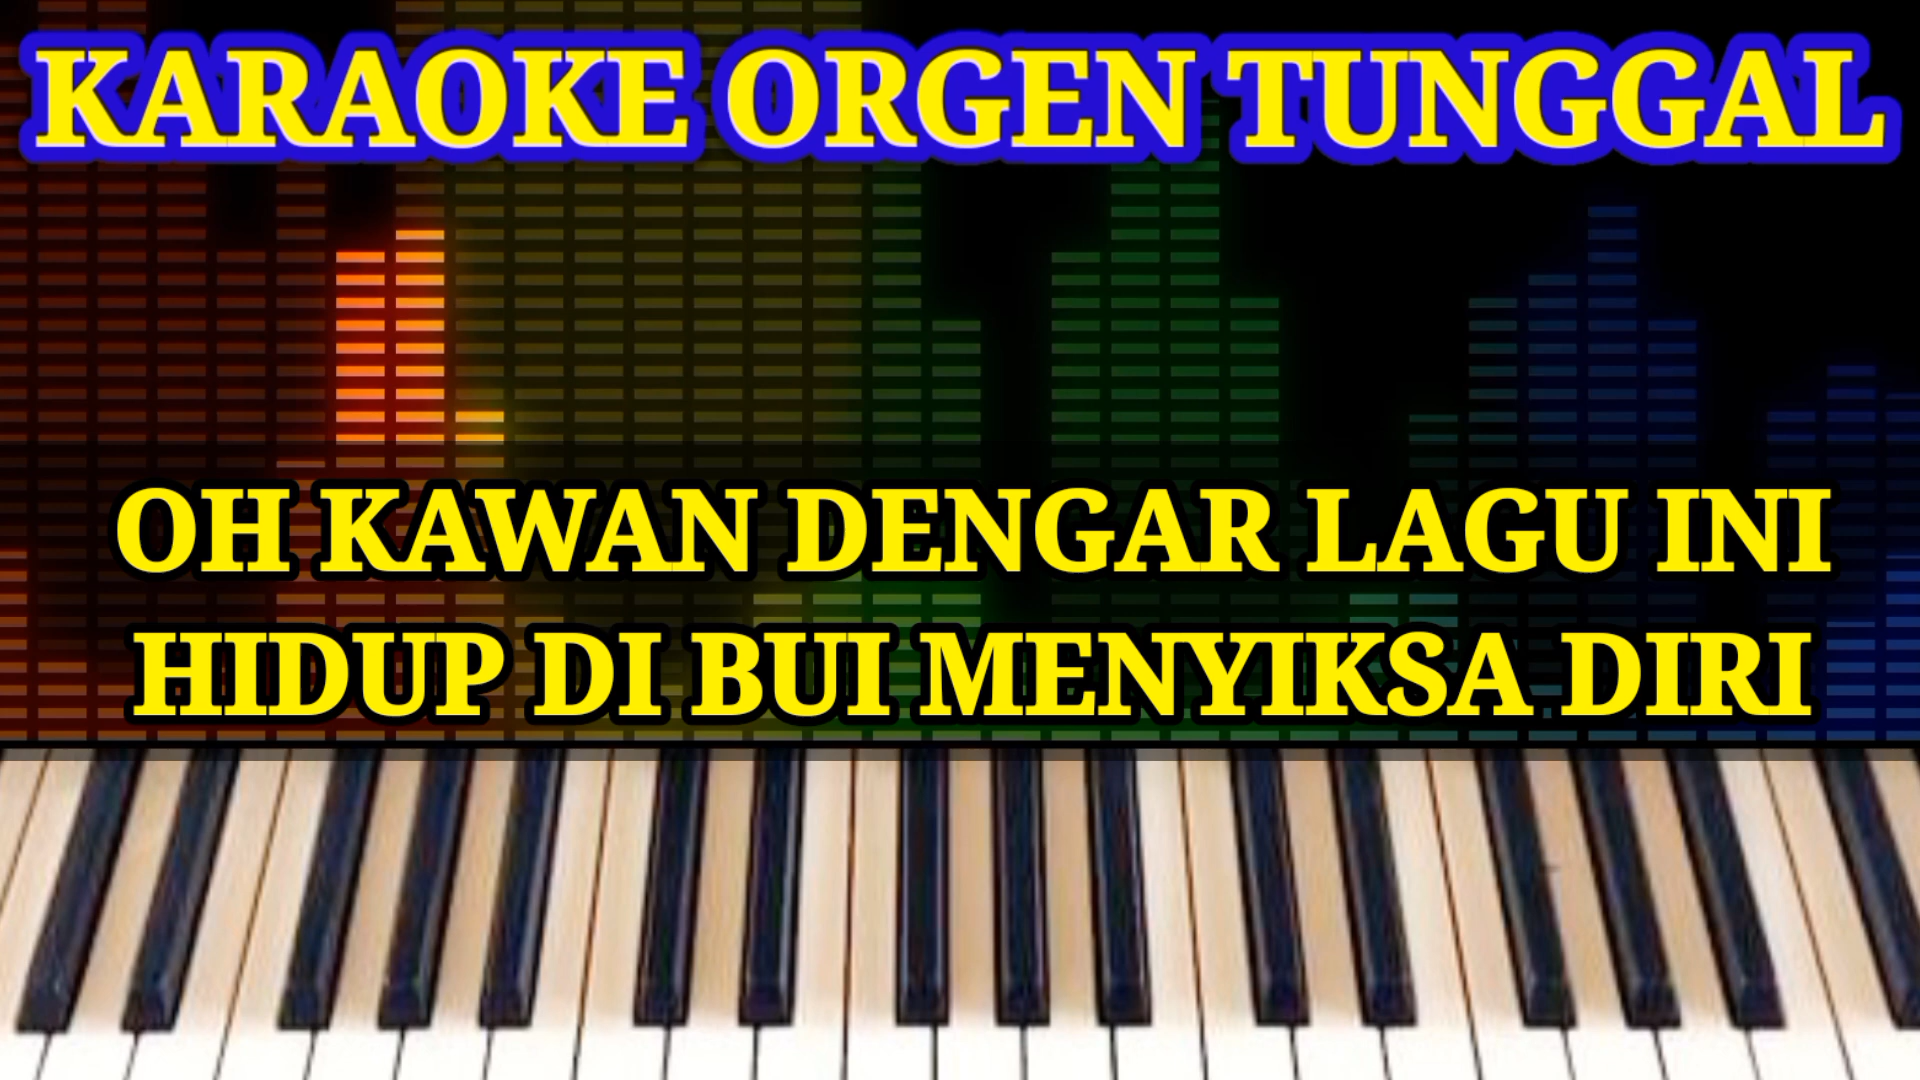 KARAOKE ORGEN TUNGGAL
OH KAWAN DENGAR LAGU INI
HIDUP DI BUI MENYIKSA DIRI